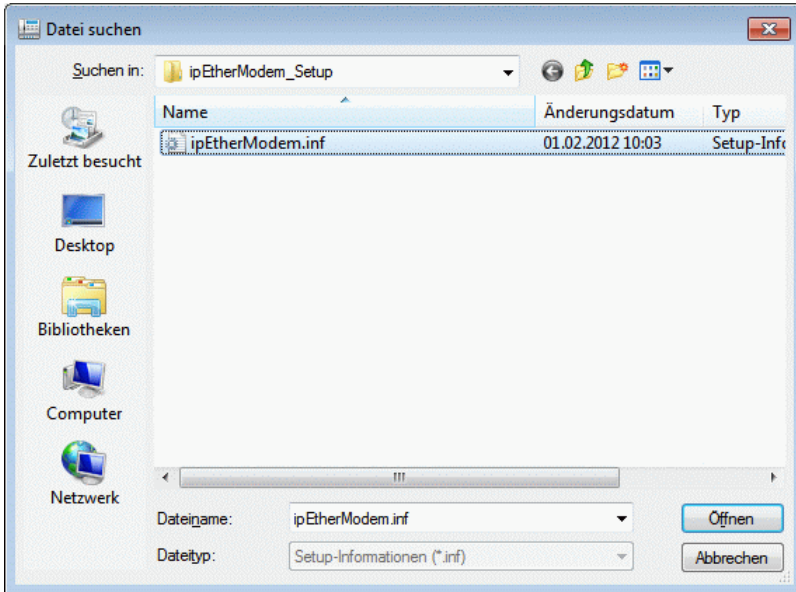 Datei suchen
Suchen in: ipEtherModem_Setup
Name Änderungsdatum Typ
ipEtherModem.inf 01.02.2012 10:03 Setup-Info
Zuletzt besucht
Desktop
Bibliotheken
Computer
Netzwerk
Dateiname: ipEtherModem.inf Öffnen
Dateityp: Setup-Informationen (*.inf) Abbrechen